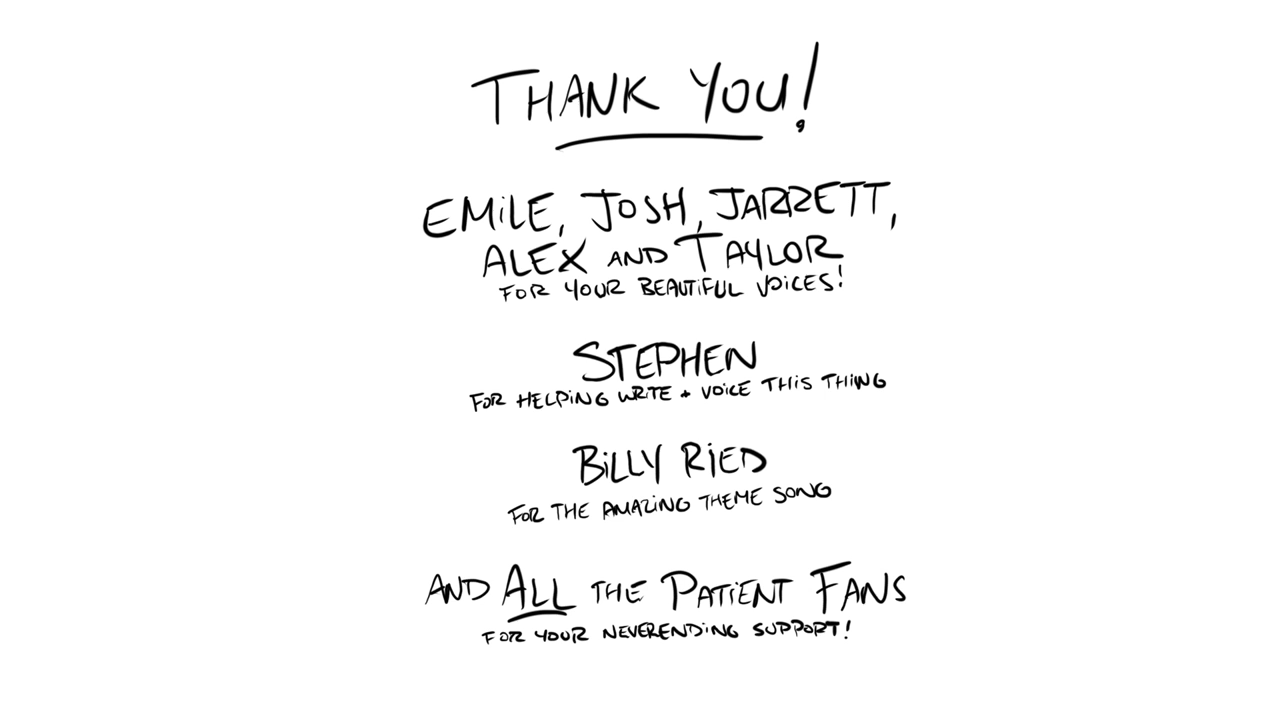 THANK YOU!
EMiLE, JOSH, JARRETT,
ALEX AND TAYLOR
FOR YOUR BEAUTiFUL VOiCES!
STEPHEN
FOR HELPiNG WRiTE + VOiCE THiS THiNG
BiLLY RiED
FOR THE AMAZiNG THEME SONG
AND ALL THE PATiENT FANS
FOR YOUR NEVERENDiNG SUPPORT!